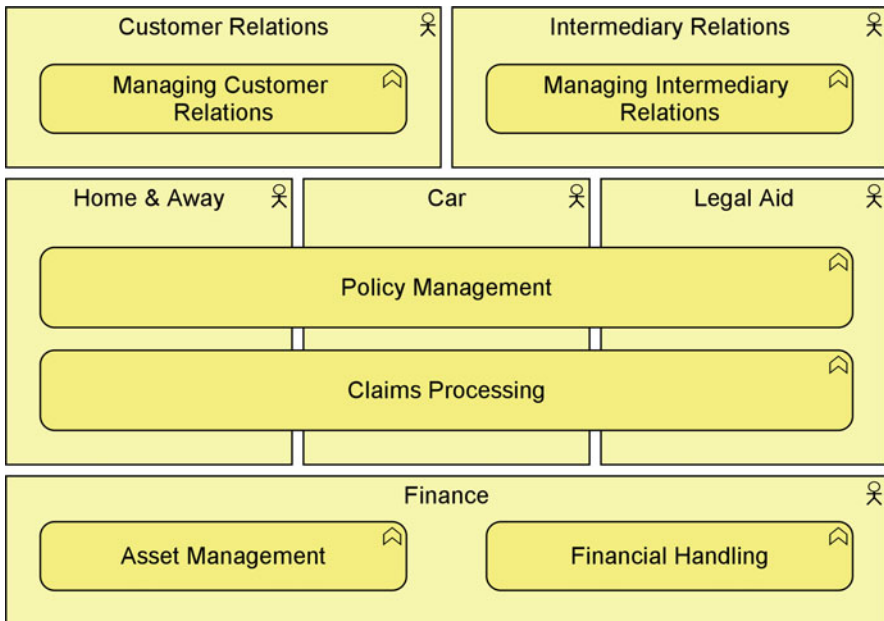 Customer Relations
Intermediary Relations
Managing Customer
Relations
Managing Intermediary
Relations
Home & Away
Car
Legal Aid
Policy Management
Claims Processing
Finance
Asset Management
Financial Handling